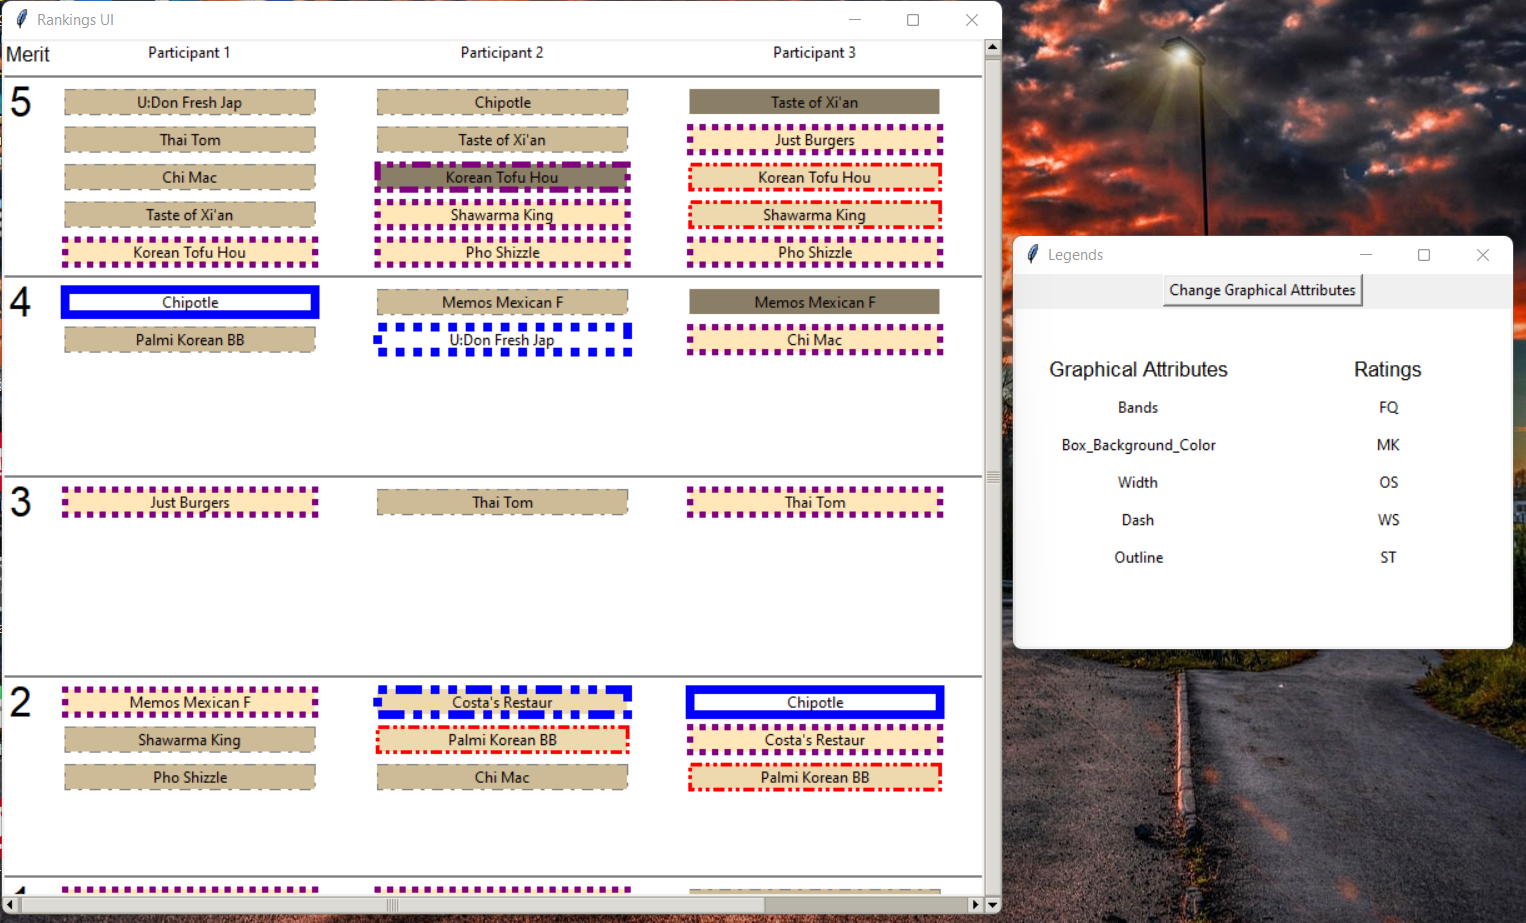 Rankings UI
Merit Participant 1 Participant 2 Participant 3
5
U:Don Fresh Jap Chipotle Taste of Xi'an
Thai Tom Taste of Xi'an Just Burgers
Chi Mac Korean Tofu Hou Korean Tofu Hou
Taste of Xi'an Shawarma King Shawarma King
Korean Tofu Hou Pho Shizzle Pho Shizzle
4
Chipotle Memos Mexican F Memos Mexican F
Palmi Korean BB U:Don Fresh Jap Chi Mac
3
Just Burgers Thai Tom Thai Tom
2
Memos Mexican F Costa's Restaur Chipotle
Shawarma King Palmi Korean BB Costa's Restaur
Pho Shizzle Chi Mac Palmi Korean BB
Legends
Change Graphical Attributes
Graphical Attributes Ratings
Bands FQ
Box_Background_Color MK
Width OS
Dash WS
Outline ST